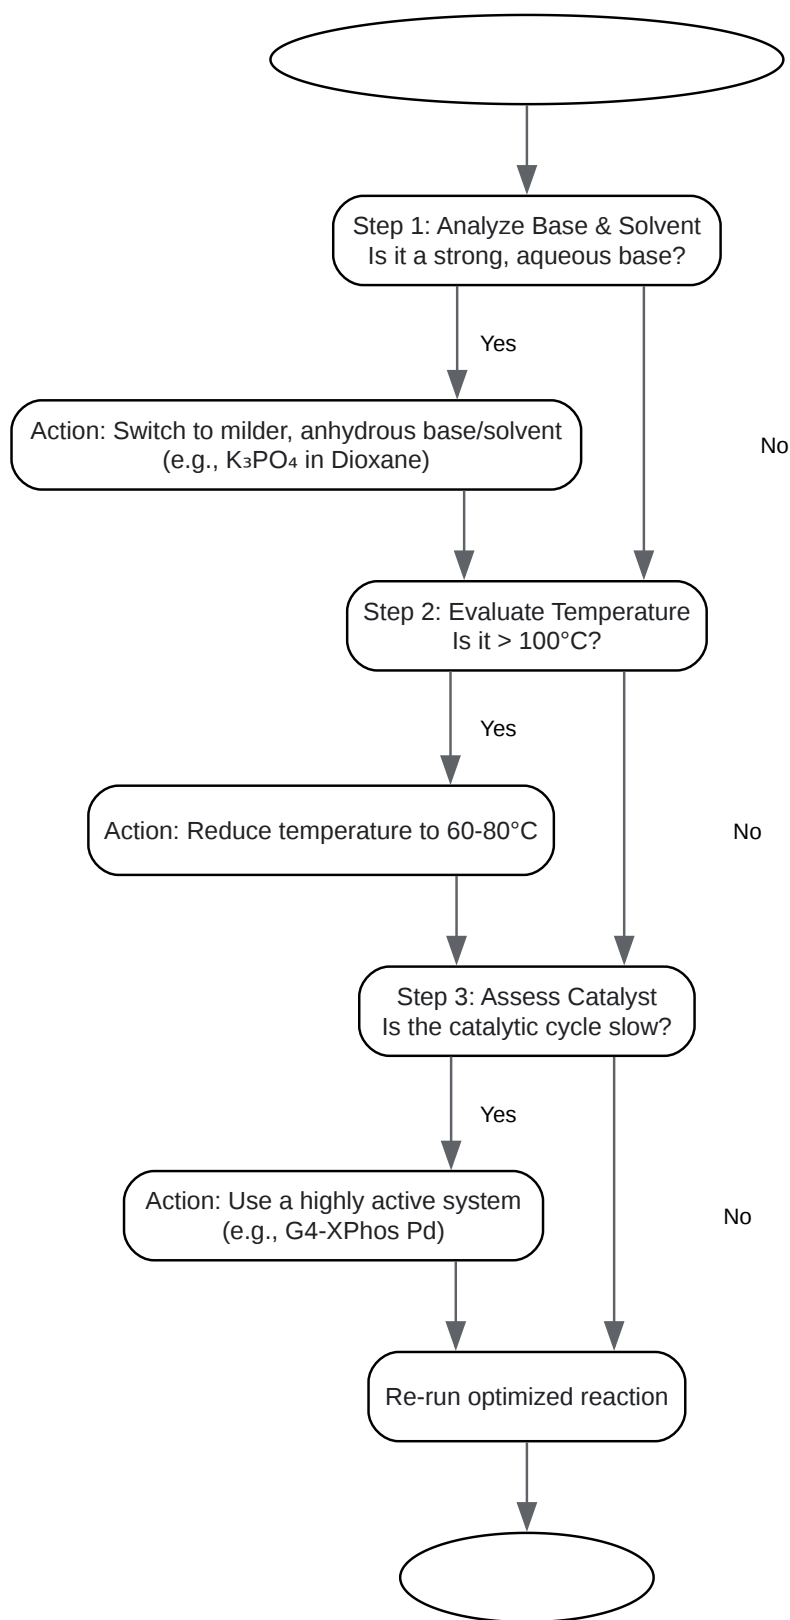 Step 1: Analyze Base & Solvent
Is it a strong, aqueous base?
Yes
Action: Switch to milder, anhydrous base/solvent
(e.g., K₃PO₄ in Dioxane)
No
Step 2: Evaluate Temperature
Is it > 100°C?
Yes
Action: Reduce temperature to 60-80°C
No
Step 3: Assess Catalyst
Is the catalytic cycle slow?
Yes
Action: Use a highly active system
(e.g., G4-XPhos Pd)
No
Re-run optimized reaction